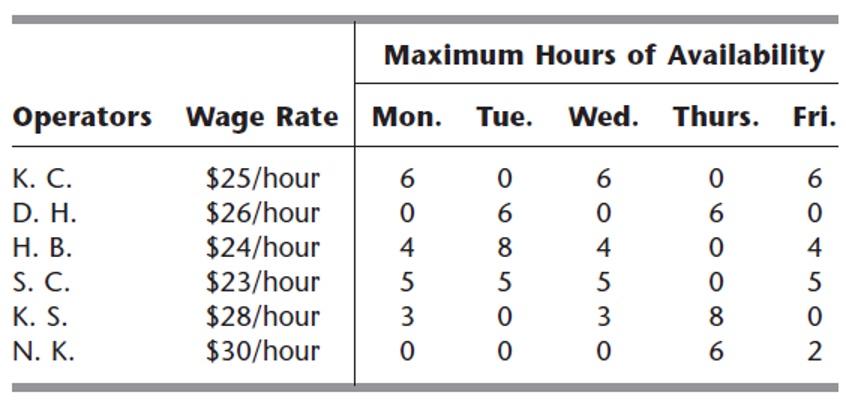 Maximum Hours of Availability
Operators Wage Rate Mon. Tue. Wed. Thurs. Fri.
K. C. $25/hour 6 0 6 0 6
D. H. $26/hour 0 6 0 6 0
H. B. $24/hour 4 8 4 0 4
S. C. $23/hour 5 5 5 0 5
K. S. $28/hour 3 0 3 8 0
N. K. $30/hour 0 0 0 6 2